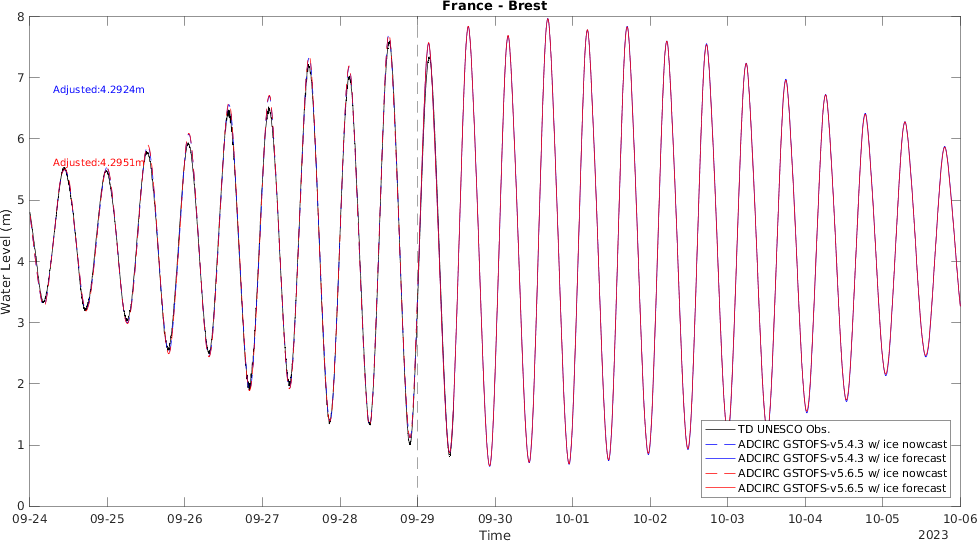 France - Brest
8
7
6
5
4
3
2
1
0
Water Level (m)
Adjusted:4.2924m
Adjusted:4.2951m
TD UNESCO Obs.
ADCIRC GSTOFS-v5.4.3 w/ ice nowcast
ADCIRC GSTOFS-v5.4.3 w/ ice forecast
ADCIRC GSTOFS-v5.6.5 w/ ice nowcast
ADCIRC GSTOFS-v5.6.5 w/ ice forecast
09-24 09-25 09-26 09-27 09-28 09-29 09-30 10-01 10-02 10-03 10-04 10-05 10-06
Time
2023